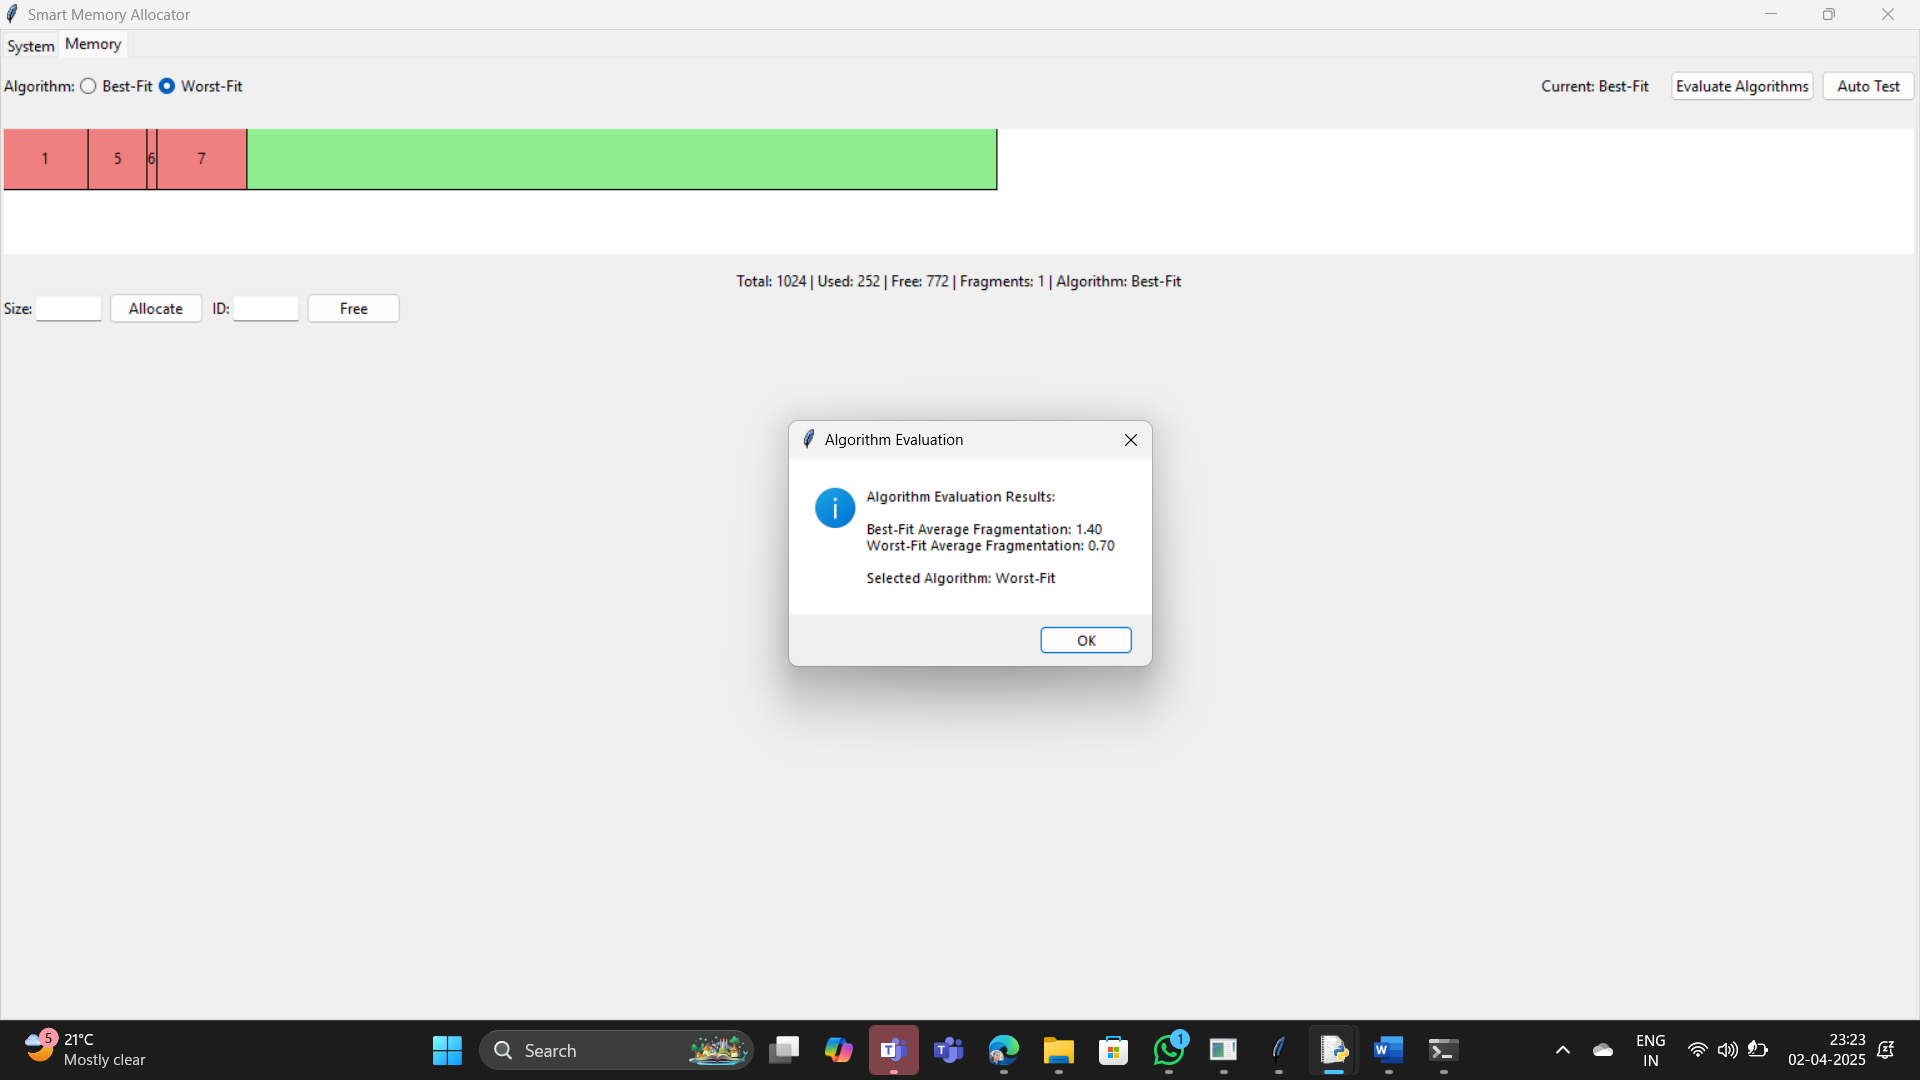 Smart Memory Allocator
System Memory
Algorithm: Best-Fit Worst-Fit Current: Best-Fit Evaluate Algorithms Auto Test
1 5 6 7
Total: 1024 | Used: 252 | Free: 772 | Fragments: 1 | Algorithm: Best-Fit
Size: Allocate ID: Free
Algorithm Evaluation
Algorithm Evaluation Results:
Best-Fit Average Fragmentation: 1.40
Worst-Fit Average Fragmentation: 0.70
Selected Algorithm: Worst-Fit
OK
5 21°C
Mostly clear
Search
1
ENG
IN
23:23
02-04-2025